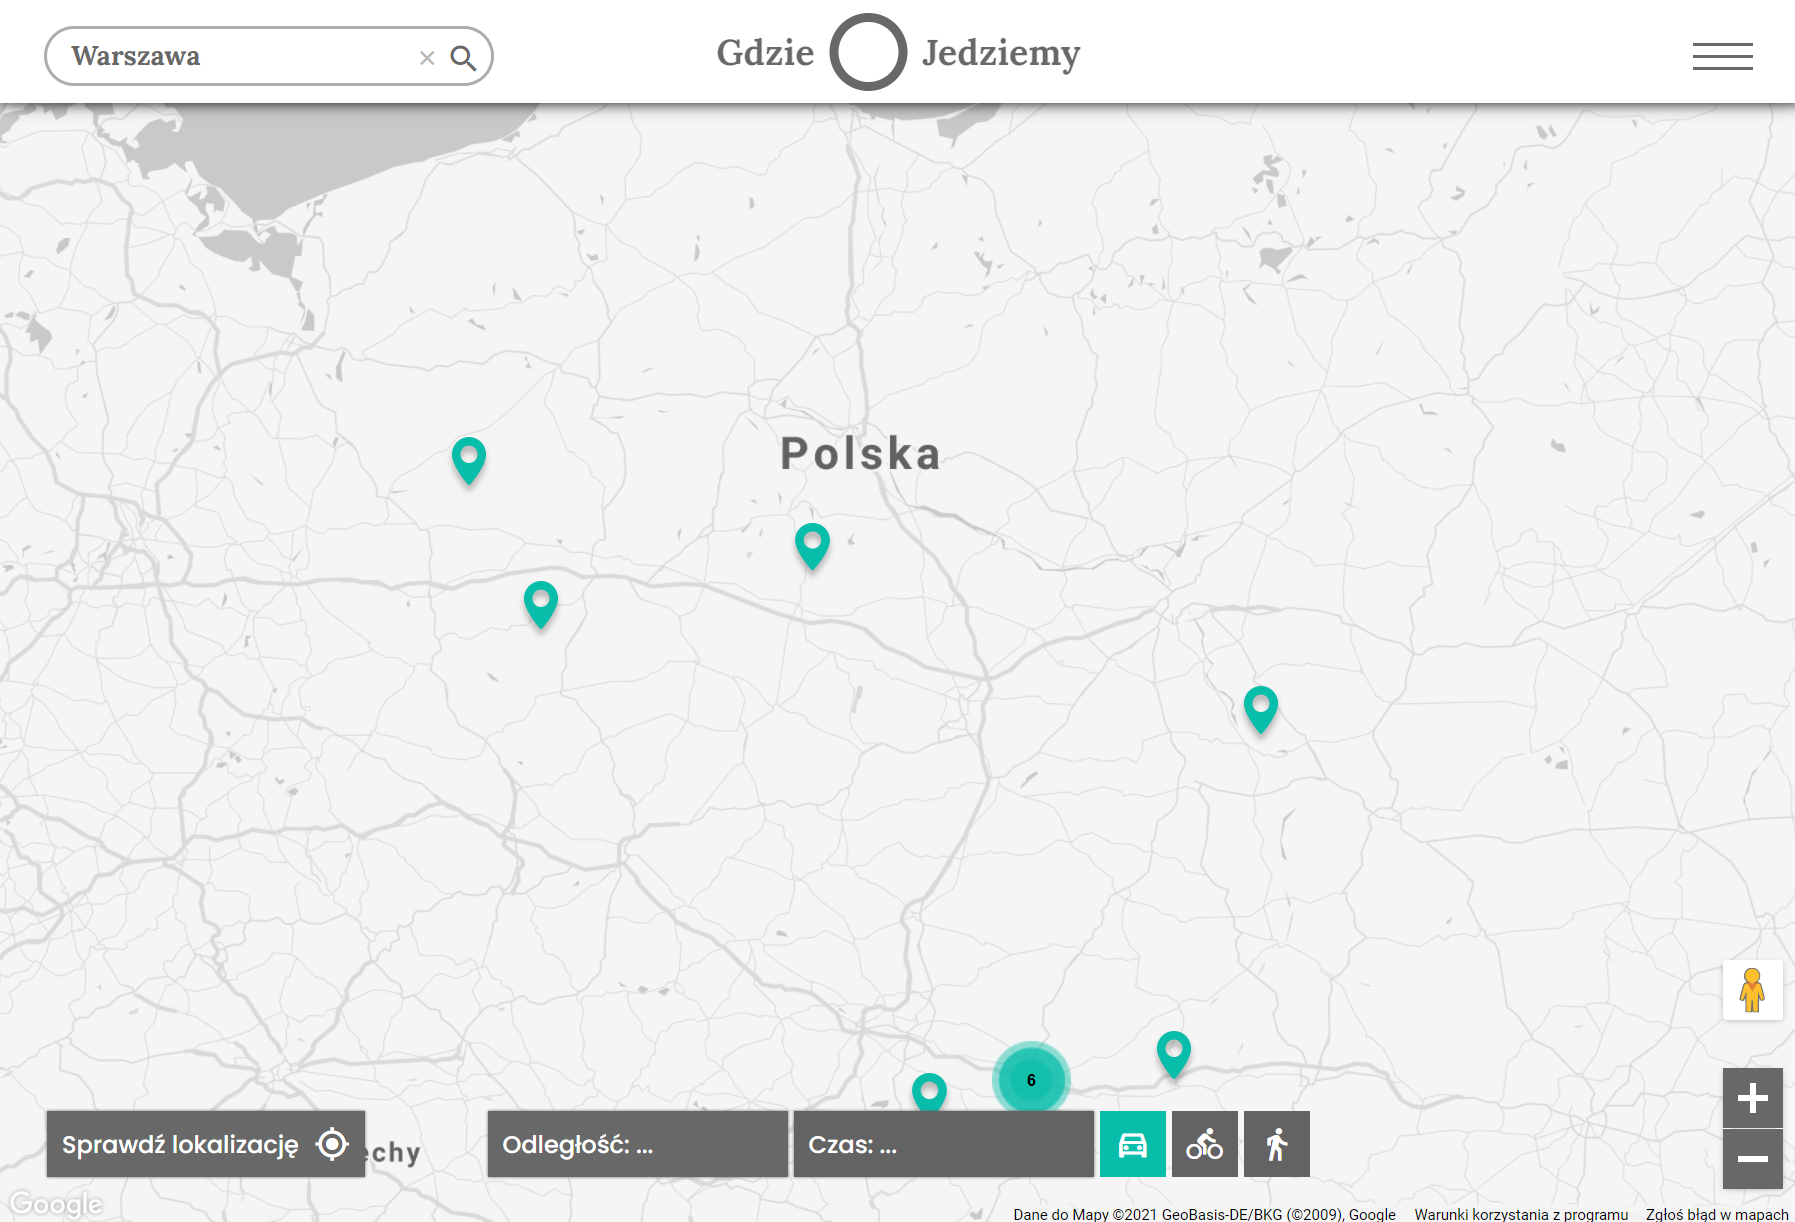 Warszawa
Gdzie Jedziemy
Polska
6
Sprawdź lokalizację
echy
Odległość: ...
Czas: ...
Google
Dane do Mapy ©2021 GeoBasis-DE/BKG (©2009), Google Warunki korzystania z programu Zgłoś błąd w mapach